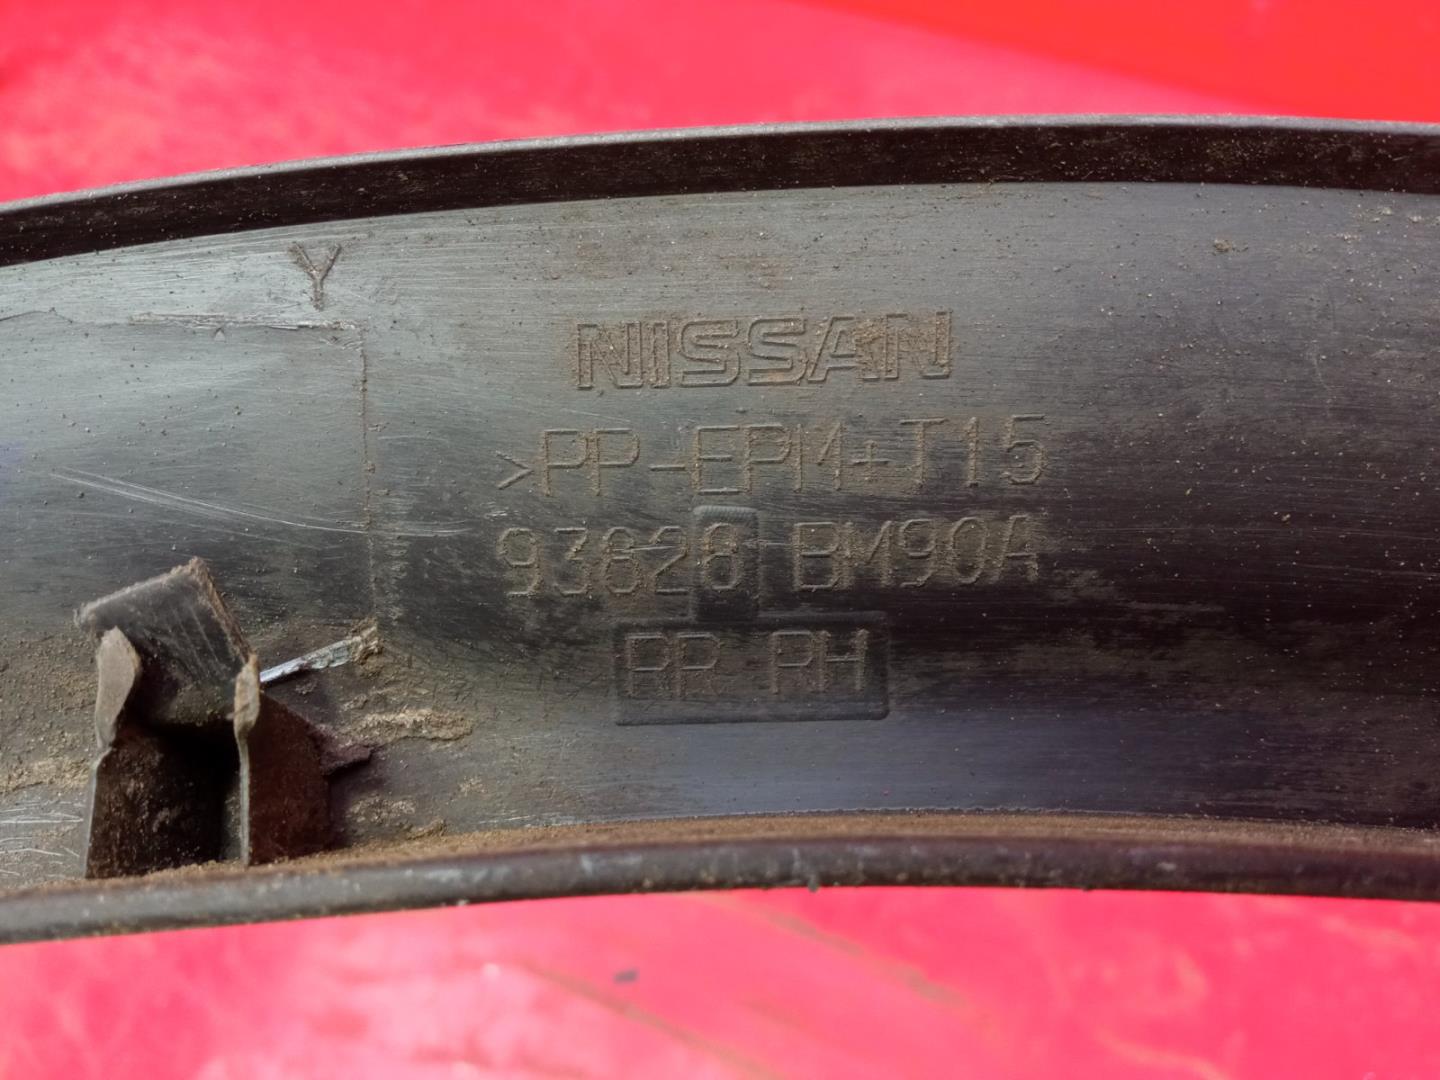 Y
NISSAN
>PP-EPM+T15
93828 BM90A
RR RH